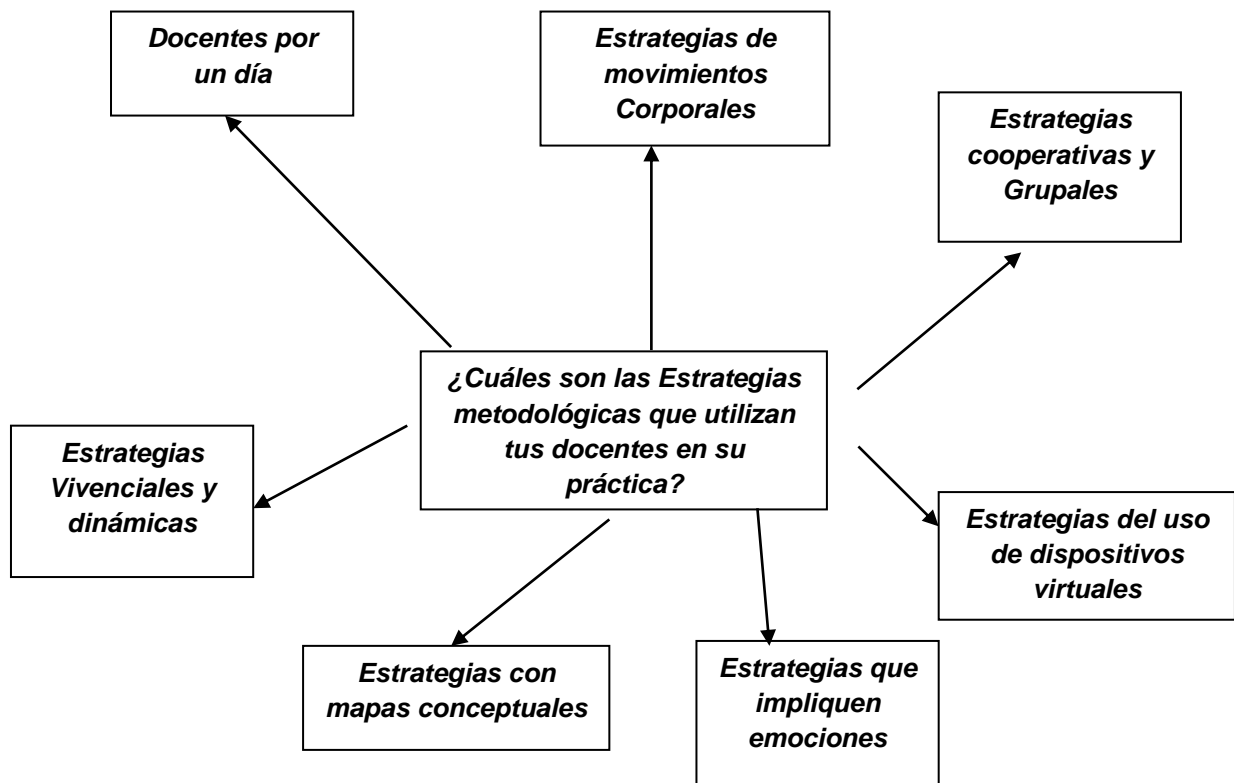 Docentes por
un día
Estrategias de
movimientos
Corporales
Estrategias
cooperativas y
Grupales
¿Cuáles son las Estrategias
metodológicas que utilizan
tus docentes en su
práctica?
Estrategias
Vivenciales y
dinámicas
Estrategias del uso
de dispositivos
virtuales
Estrategias con
mapas conceptuales
Estrategias que
impliquen
emociones